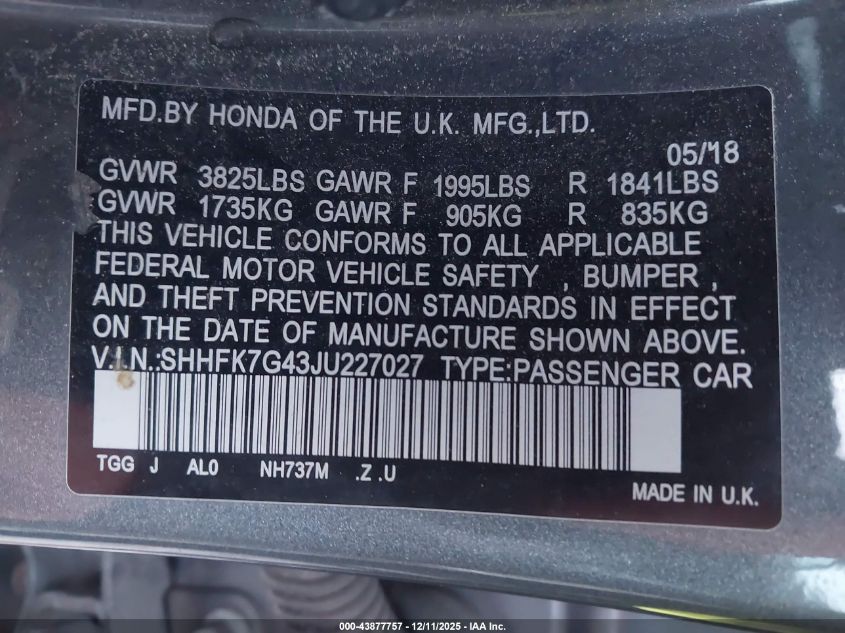 MFD.BY HONDA OF THE U.K. MFG.,LTD.
05/18
GVWR 3825LBS GAWR F 1995LBS R 1841LBS
GVWR 1735KG GAWR F 905KG R 835KG
THIS VEHICLE CONFORMS TO ALL APPLICABLE
FEDERAL MOTOR VEHICLE SAFETY , BUMPER ,
AND THEFT PREVENTION STANDARDS IN EFFECT
ON THE DATE OF MANUFACTURE SHOWN ABOVE.
V.I.N.:SHHFK7G43JU227027 TYPE:PASSENGER CAR
TGG J AL0 NH737M .Z .U
MADE IN U.K.
000-43877757 - 12/11/2025 - IAA Inc.